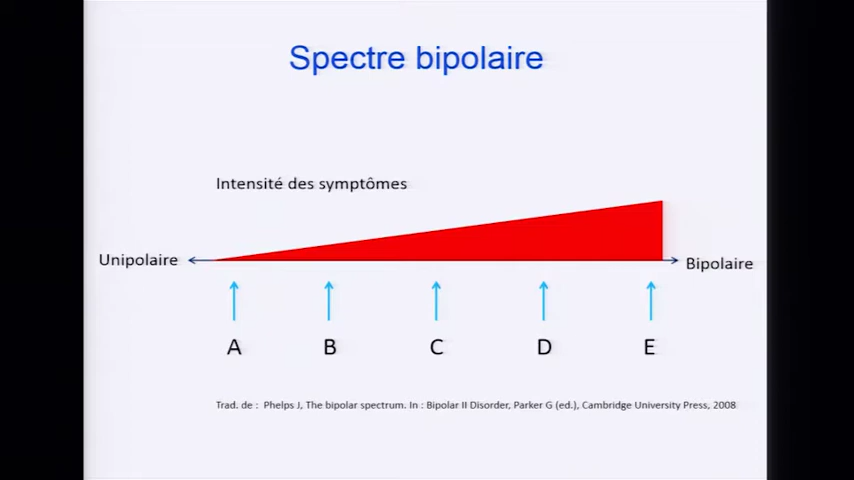 Spectre bipolaire
Intensité des symptômes
Unipolaire
Bipolaire
A B C D E
Trad. de : Phelps J, The bipolar spectrum. In : Bipolar II Disorder, Parker G (ed.), Cambridge University Press, 2008